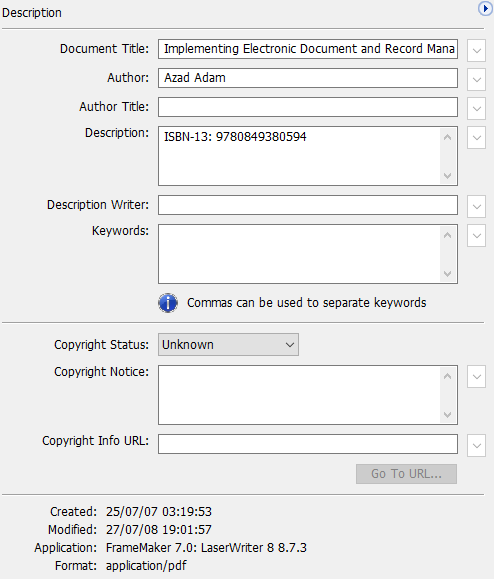 Description
Document Title: Implementing Electronic Document and Record Mana
Author: Azad Adam
Author Title:
Description: ISBN-13: 9780849380594
Description Writer:
Keywords:
Commas can be used to separate keywords
Copyright Status: Unknown
Copyright Notice:
Copyright Info URL:
Go To URL...
Created: 25/07/07 03:19:53
Modified: 27/07/08 19:01:57
Application: FrameMaker 7.0: LaserWriter 8 8.7.3
Format: application/pdf